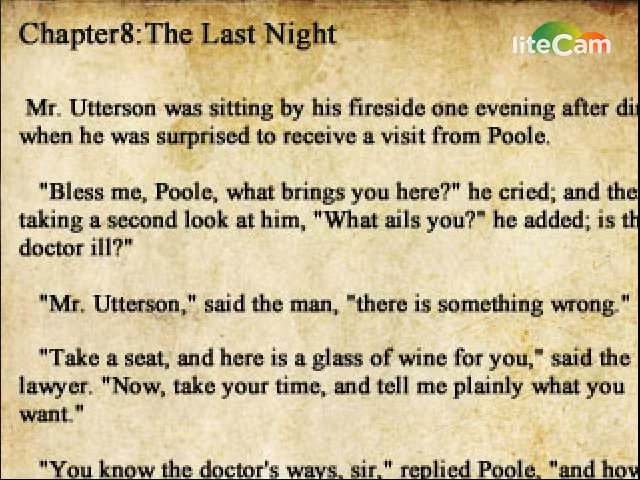 Chapter8:The Last Night
liteCam
Mr. Utterson was sitting by his fireside one evening after
when he was surprised to receive a visit from Poole.
"Bless me, Poole, what brings you here?" he cried; and
taking a second look at him, "What ails you?" he added; is
doctor ill?"
"Mr. Utterson," said the man, "there is something wrong."
"Take a seat, and here is a glass of wine for you," said the
lawyer. "Now, take your time, and tell me plainly what you
want."
"You know the doctor's ways, sir," replied Poole, "and how